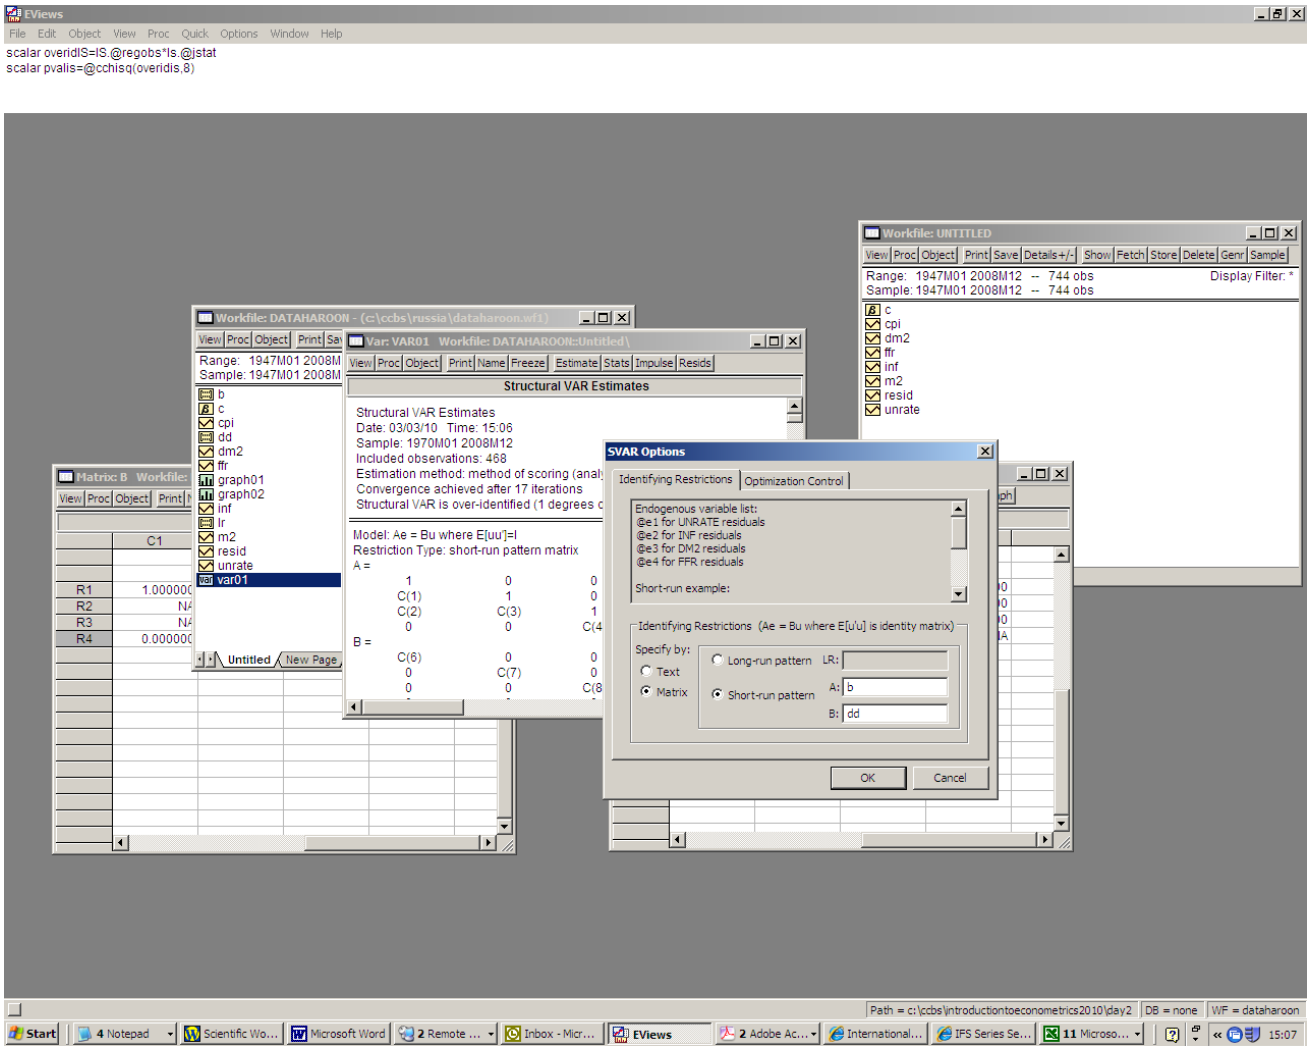 EViews
File Edit Object View Proc Quick Options Window Help
scalar overidIS=IS.@regobs*ls.@jstat
scalar pvalis=@cchisq(overidis,8)
Workfile: UNTITLED
View Proc Object Print Save Details+/- Show Fetch Store Delete Genr Sample
Range: 1947M01 2008M12 -- 744 obs Display Filter: *
Sample: 1947M01 2008M12 -- 744 obs
c
cpi
dm2
ffr
inf
m2
resid
unrate
Workfile: DATAHAROON - (c:\ccbs\russia\dataharoon.wf1)
View Proc Object Print
Range: 1947M01 2008M
Sample: 1947M01 2008M
b
c
cpi
dd
dm2
ffr
graph01
graph02
inf
lr
m2
resid
unrate
var01
Untitled New Page
Var: VAR01 Workfile: DATAHAROON::Untitled\
View Proc Object Print Name Freeze Estimate Stats Impulse Resids
Structural VAR Estimates
Structural VAR Estimates
Date: 03/03/10 Time: 15:06
Sample: 1970M01 2008M12
Included observations: 468
Estimation method: method of scoring (analy
Convergence achieved after 17 iterations
Structural VAR is over-identified (1 degrees o
Model: Ae = Bu where E[uu']=I
Restriction Type: short-run pattern matrix
A =
1 0 0
C(1) 1 0
C(2) C(3) 1
0 0 C(4
B =
C(6) 0 0
0 C(7) 0
0 0 C(8
Matrix: B Workfile:
View Proc Object Print
C1
R1 1.000000
R2 NA
R3 NA
R4 0.000000
SVAR Options
Identifying Restrictions Optimization Control
Endogenous variable list:
@e1 for UNRATE residuals
@e2 for INF residuals
@e3 for DM2 residuals
@e4 for FFR residuals
Short-run example:
Identifying Restrictions (Ae = Bu where E[u'u] is identity matrix)
Specify by:
Text
Matrix
Long-run pattern LR:
Short-run pattern A: b
B: dd
OK Cancel
Path = c:\ccbs\introductiontoeconometrics2010\day2 DB = none WF = dataharoon
Start 4 Notepad Scientific Wo... Microsoft Word 2 Remote ... Inbox - Micr... EViews 2 Adobe Ac... International... IFS Series Se... 11 Microso... 15:07